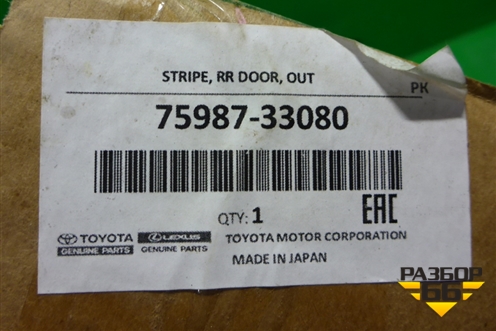 STRIPE, RR DOOR, OUT
PK
75987-33080
QTY: 1
EAC
TOYOTA
GENUINE PARTS
LEXUS
GENUINE PARTS
TOYOTA MOTOR CORPORATION
MADE IN JAPAN
РАЗБОР
66